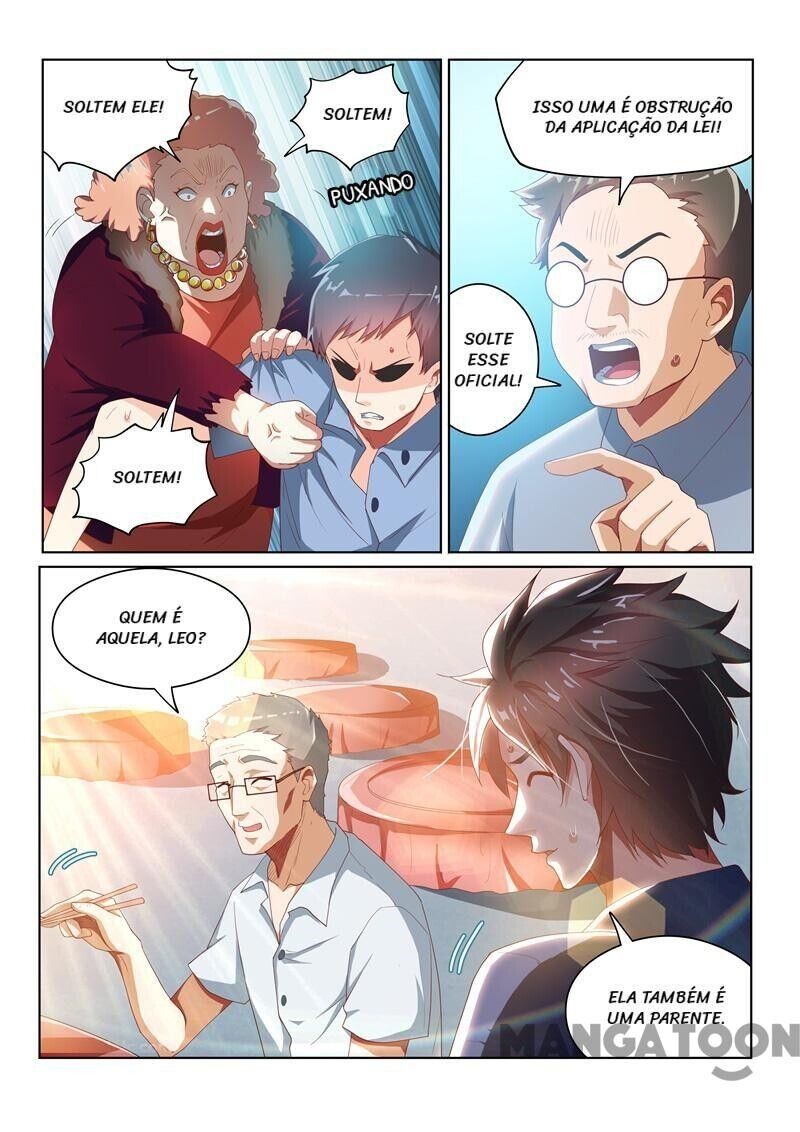 SOLTEM ELE!
SOLTEM!
PUXANDO
SOLTEM!
ISSO UMA É OBSTRUÇÃO
DA APLICAÇÃO DA LEI!
SOLTE
ESSE
OFICIAL!
QUEM É
AQUELA, LEO?
ELA TAMBÉM É
UMA PARENTE.
MANGATOON